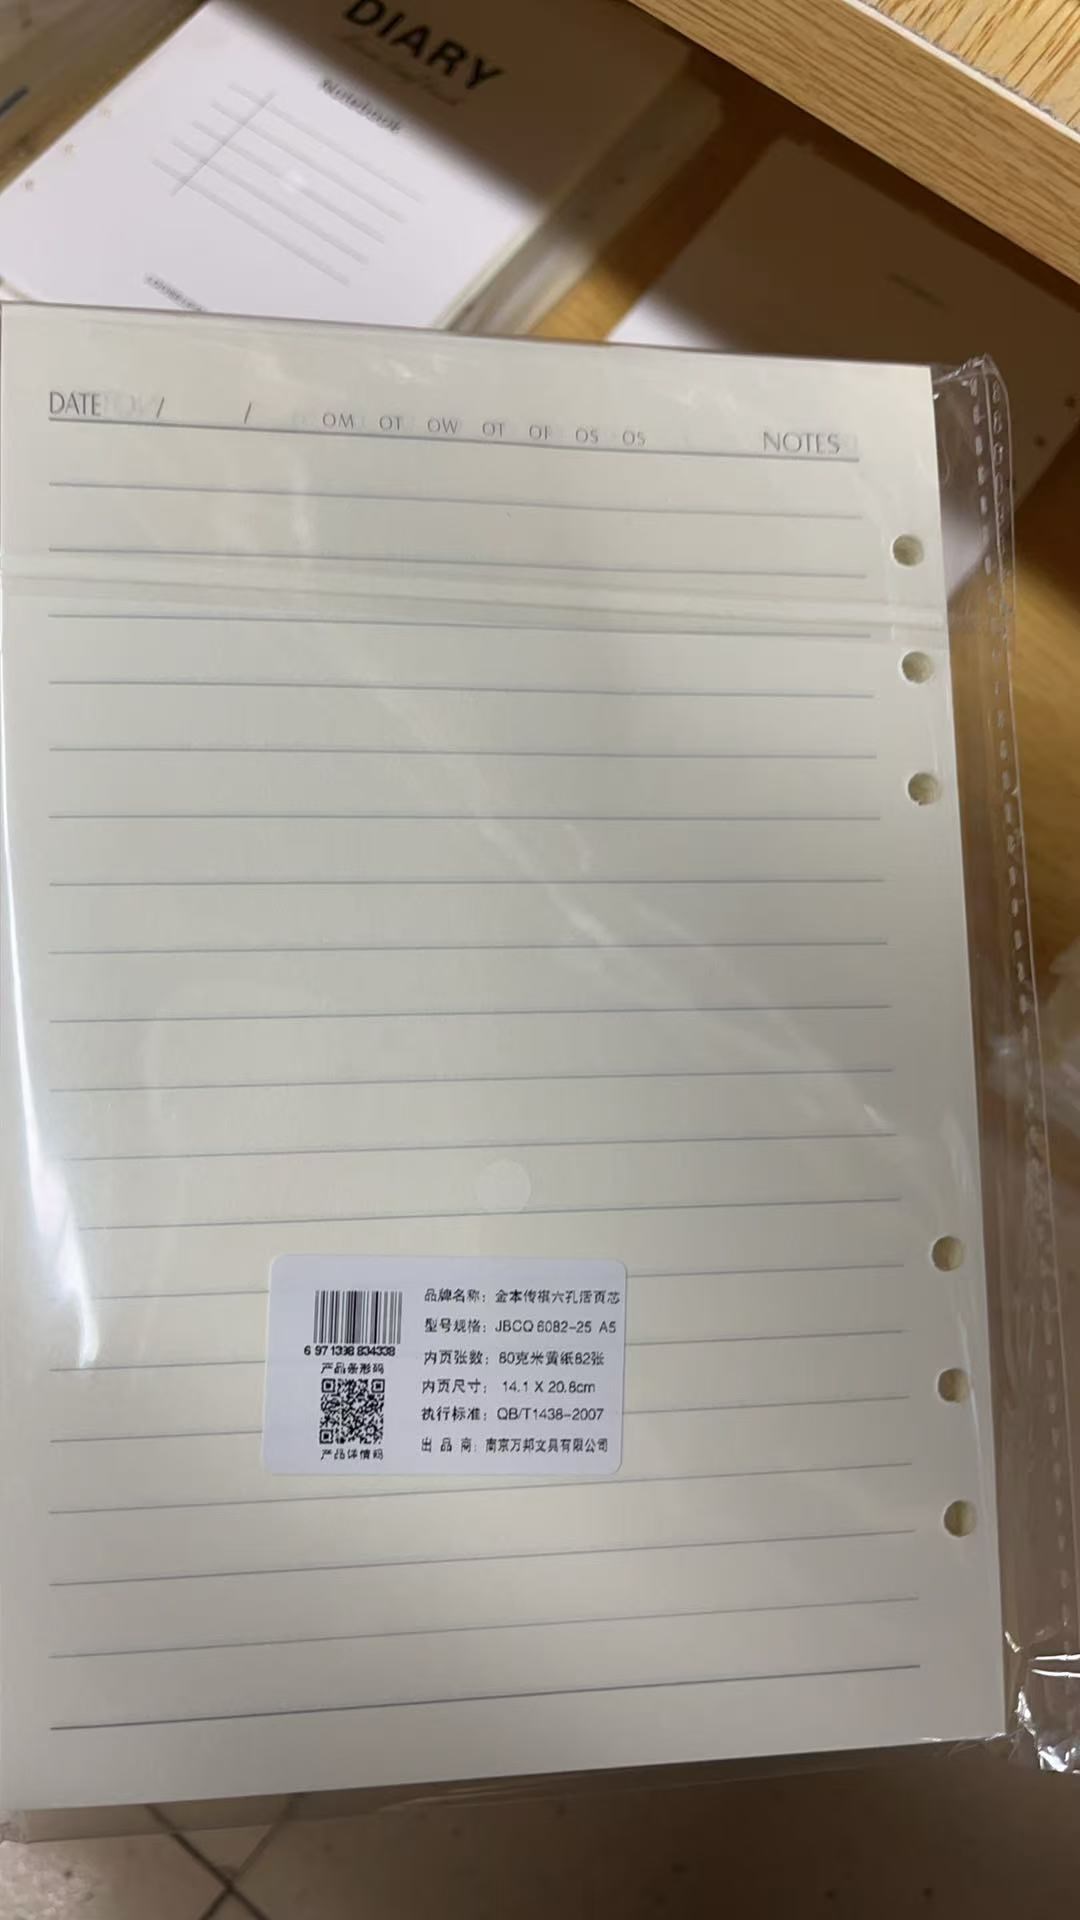 DIARY
Notebook
DATE / / OM OT OW OT OF OS OS NOTES
品牌名称：金本传祺六孔活页芯
型号规格：JBCQ 6082-25 A5
内页张数：80克米黄纸82张
内页尺寸：14.1 X 20.8cm
执行标准：QB/T1438-2007
出 品 商：南京万邦文具有限公司
6 971398 834338
产品条形码
产品详情码